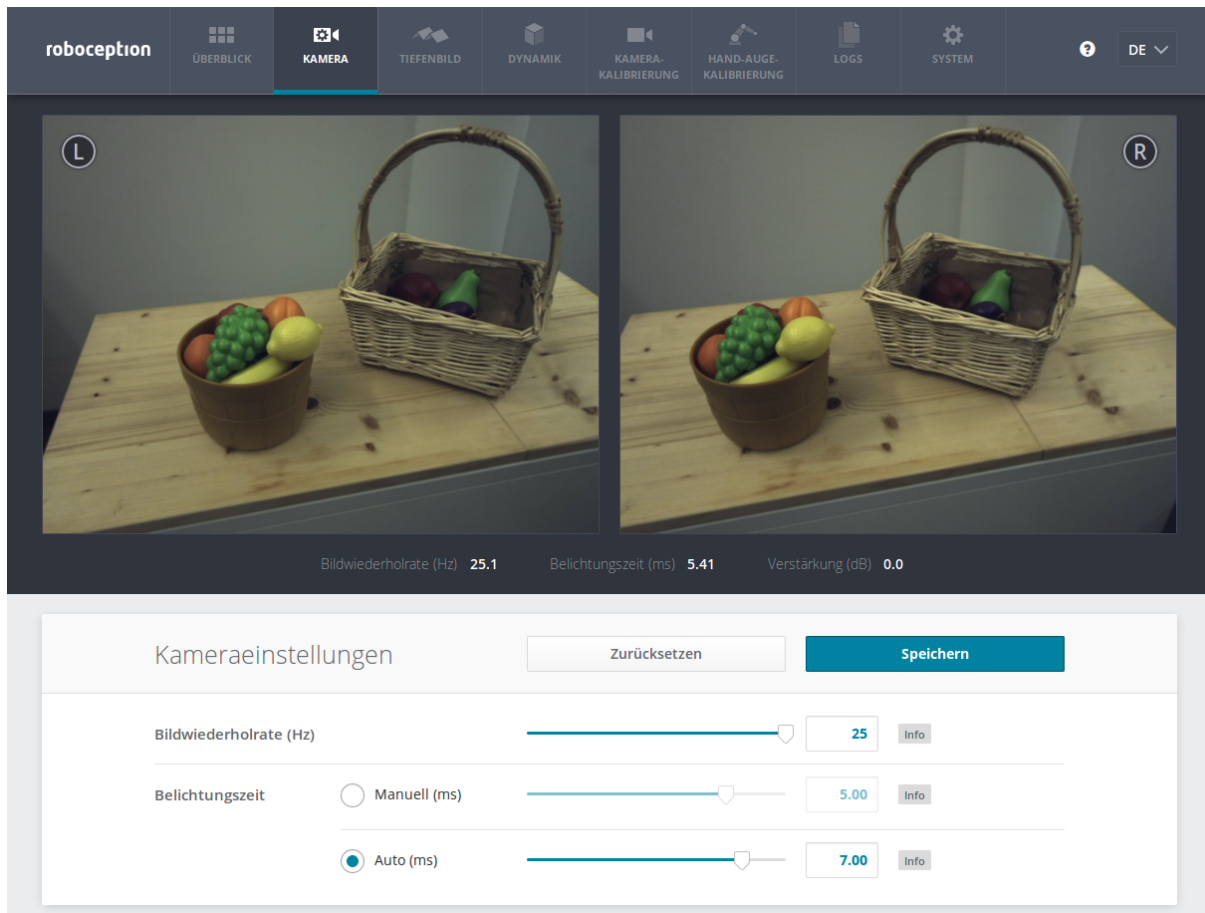 roboception
ÜBERBLICK
KAMERA
TIEFENBILD
DYNAMIK
KAMERA-
KALIBRIERUNG
HAND-AUGE-
KALIBRIERUNG
LOGS
SYSTEM
?
DE
L
R
Bildwiederholrate (Hz) 25.1 Belichtungszeit (ms) 5.41 Verstärkung (dB) 0.0
Kameraeinstellungen Zurücksetzen Speichern
Bildwiederholrate (Hz) 25 Info
Belichtungszeit Manuell (ms) 5.00 Info
Auto (ms) 7.00 Info